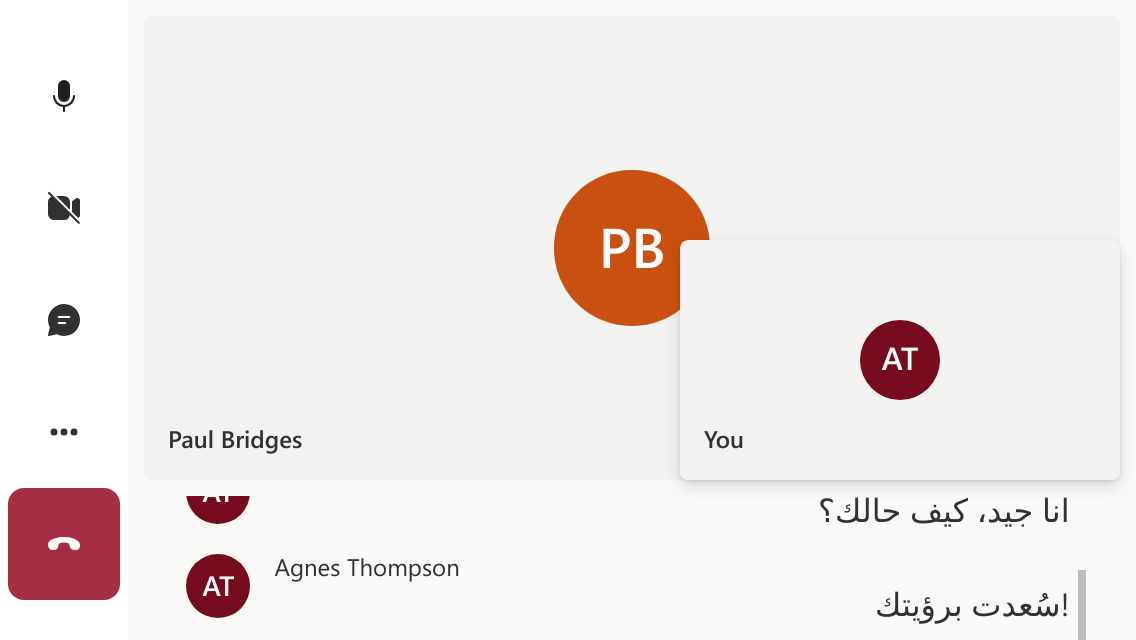 PB
Paul Bridges
AT
You
AT
انا جيد، كيف حالك؟
AT
Agnes Thompson
سُعدت برؤيتك!